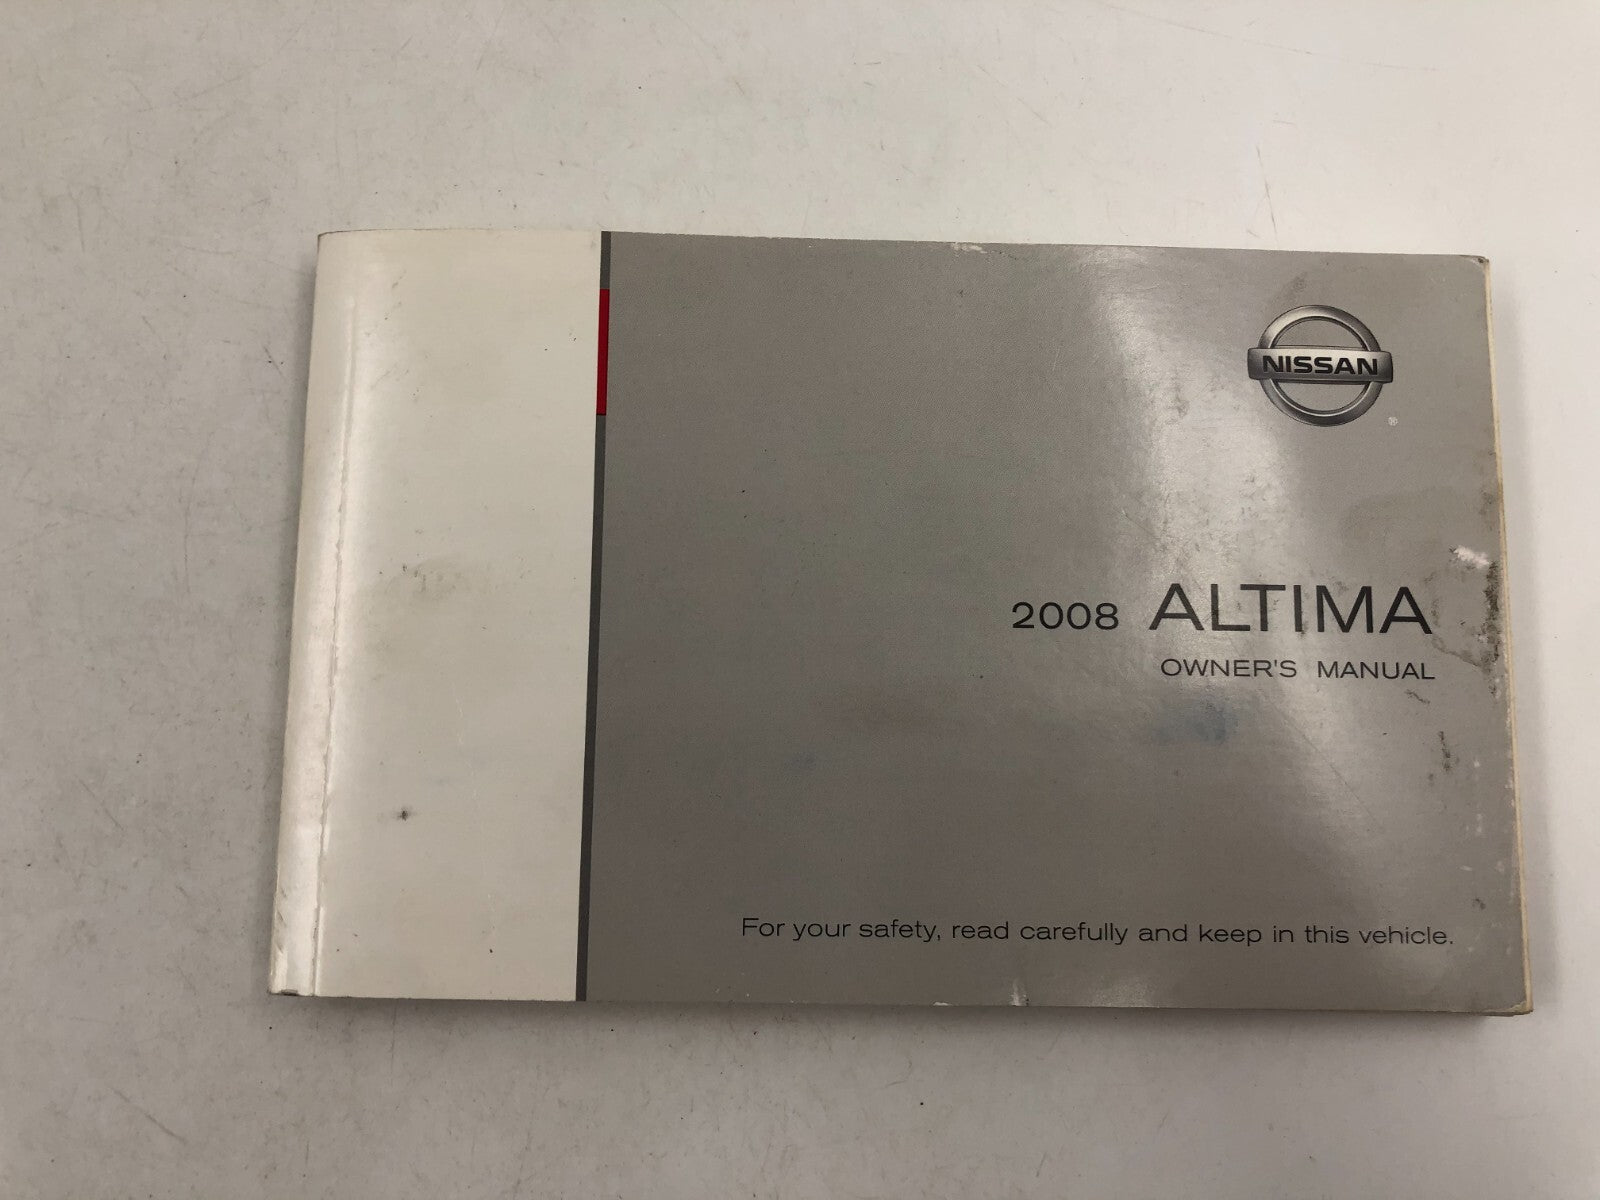 NISSAN
®
2008 ALTIMA
OWNER'S MANUAL
For your safety, read carefully and keep in this vehicle.